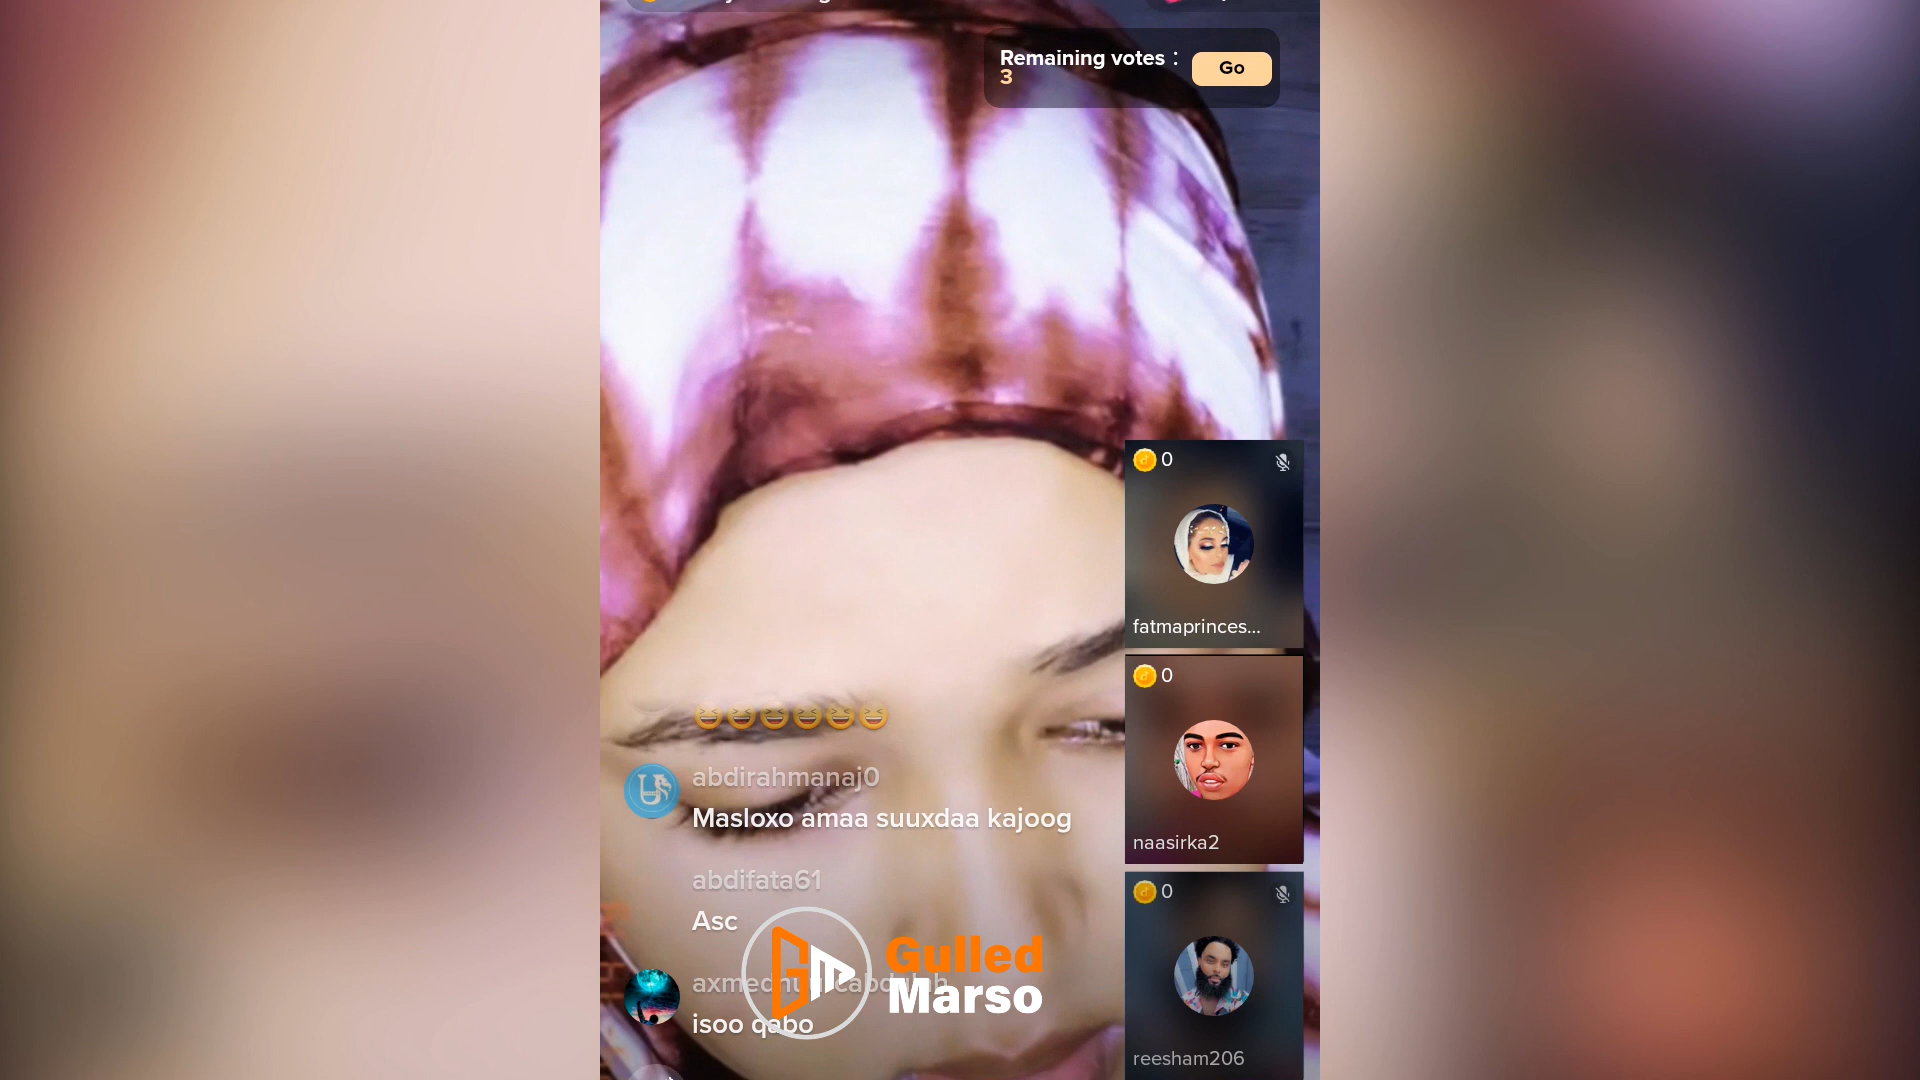 Remaining votes :
3
Go
0
fatmaprinces...
0
abdirahmanaj0
Masloxo amaa suuxdaa kajoog
naasirka2
abdifata61
0
Asc
Gulled
Marso
isoo qabo
reesham206